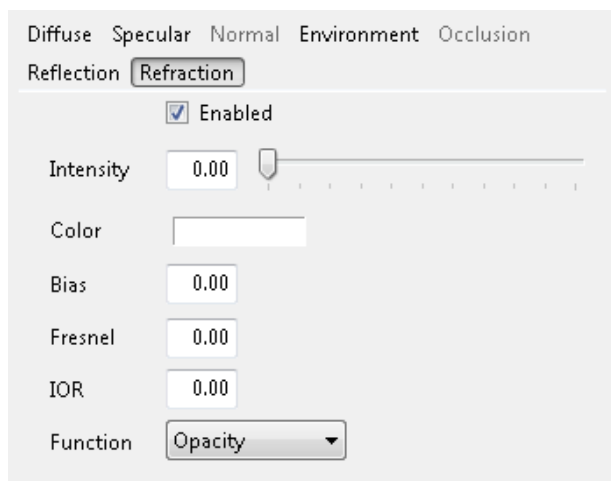 Diffuse Specular Normal Environment Occlusion
Reflection Refraction
Enabled
Intensity 0.00
Color
Bias 0.00
Fresnel 0.00
IOR 0.00
Function Opacity